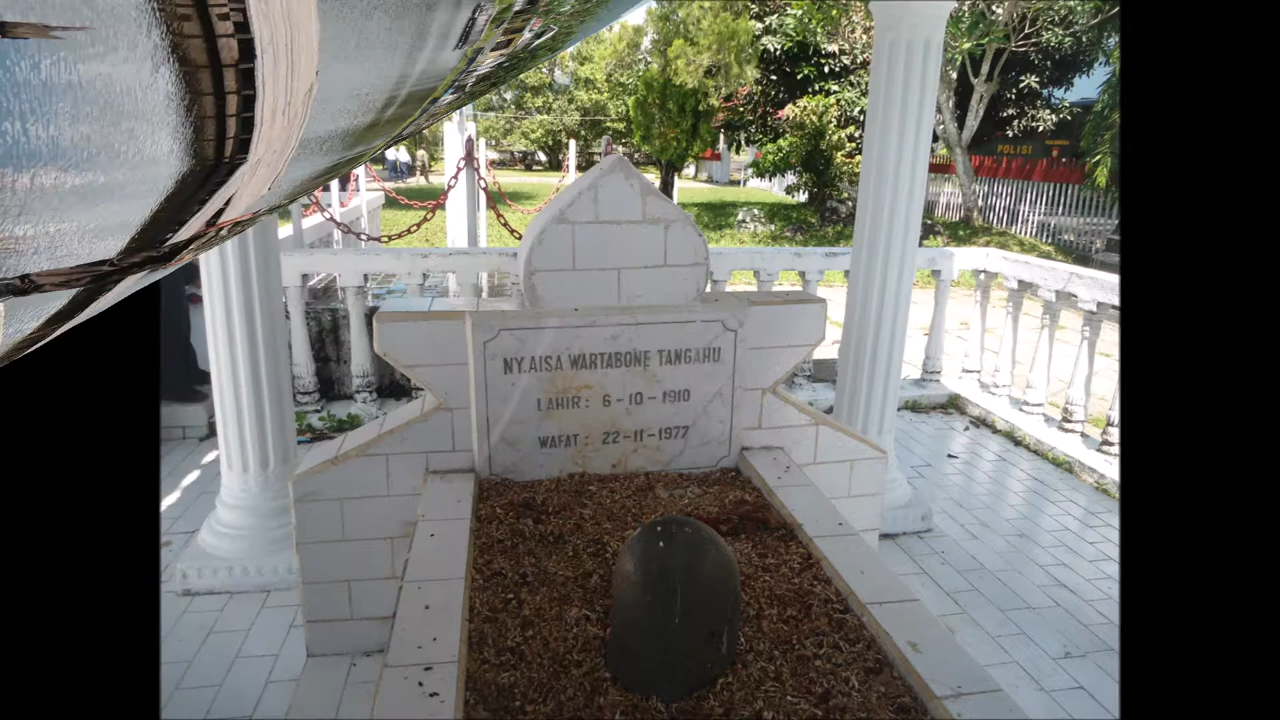 POLISI
NY.AISA WARTABONE TANGAHU
LAHIR: 6-10-1910
WAFAT: 22-11-1977